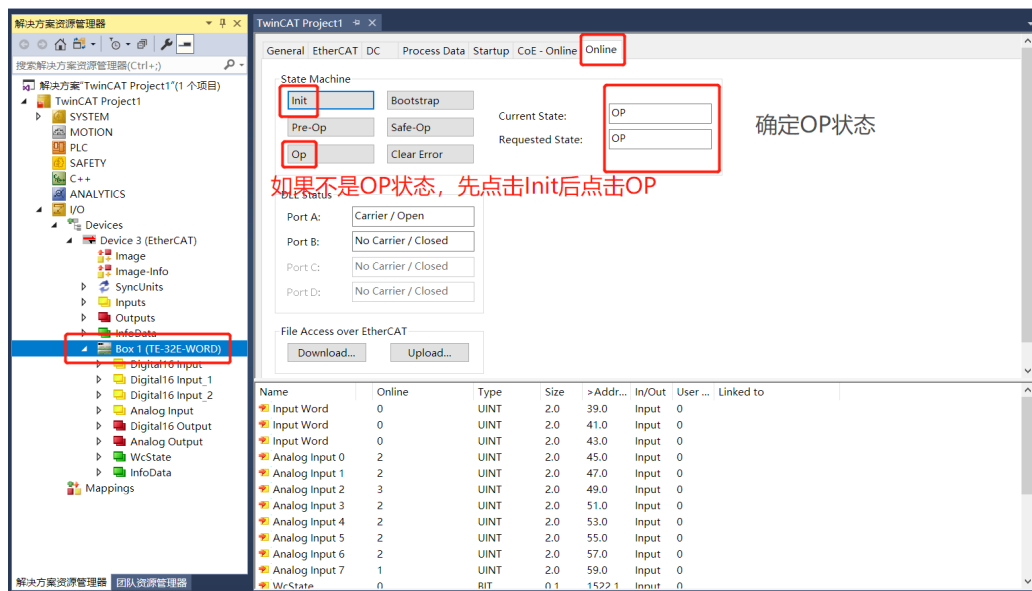 解决方案资源管理器
搜索解决方案资源管理器(Ctrl+;)
解决方案"TwinCAT Project1"(1 个项目)
TwinCAT Project1
SYSTEM
MOTION
PLC
SAFETY
C++
ANALYTICS
I/O
Devices
Device 3 (EtherCAT)
Image
Image-Info
SyncUnits
Inputs
Outputs
InfoData
Box 1 (TE-32E-WORD)
Digital16 Input
Digital16 Input_1
Digital16 Input_2
Analog Input
Digital16 Output
Analog Output
WcState
InfoData
Mappings
解决方案资源管理器 团队资源管理器
TwinCAT Project1
General EtherCAT DC Process Data Startup CoE - Online Online
State Machine
Init Bootstrap
Pre-Op Safe-Op
Op Clear Error
Current State: OP
Requested State: OP
确定OP状态
如果不是OP状态，先点击Init后点击OP
DLL Status
Port A: Carrier / Open
Port B: No Carrier / Closed
Port C: No Carrier / Closed
Port D: No Carrier / Closed
File Access over EtherCAT
Download... Upload...
Name Online Type Size >Addr... In/Out User ... Linked to
Input Word 0 UINT 2.0 39.0 Input 0
Input Word 0 UINT 2.0 41.0 Input 0
Input Word 0 UINT 2.0 43.0 Input 0
Analog Input 0 2 UINT 2.0 45.0 Input 0
Analog Input 1 2 UINT 2.0 47.0 Input 0
Analog Input 2 3 UINT 2.0 49.0 Input 0
Analog Input 3 2 UINT 2.0 51.0 Input 0
Analog Input 4 2 UINT 2.0 53.0 Input 0
Analog Input 5 2 UINT 2.0 55.0 Input 0
Analog Input 6 2 UINT 2.0 57.0 Input 0
Analog Input 7 1 UINT 2.0 59.0 Input 0
WcState 0 BIT 0.1 1522.1 Input 0